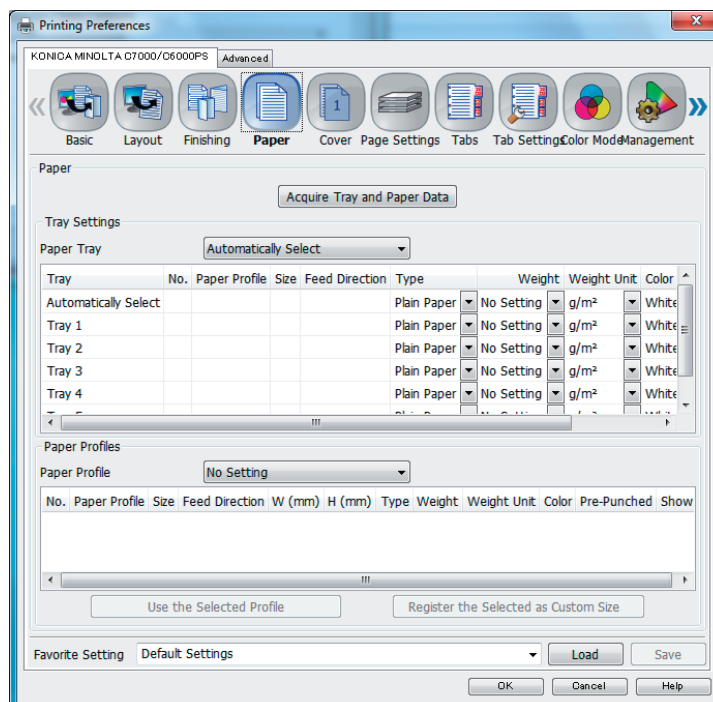 Printing Preferences
KONICA MINOLTA C7000/C6000PS Advanced
1
Basic Layout Finishing Paper Cover Page Settings Tabs Tab Settings Color Mode Management
Paper
Acquire Tray and Paper Data
Tray Settings
Paper Tray Automatically Select
Tray No. Paper Profile Size Feed Direction Type Weight Weight Unit Color
Automatically Select Plain Paper No Setting g/m² White
Tray 1 Plain Paper No Setting g/m² White
Tray 2 Plain Paper No Setting g/m² White
Tray 3 Plain Paper No Setting g/m² White
Tray 4 Plain Paper No Setting g/m² White
Paper Profiles
Paper Profile No Setting
No. Paper Profile Size Feed Direction W (mm) H (mm) Type Weight Weight Unit Color Pre-Punched Show
Use the Selected Profile Register the Selected as Custom Size
Favorite Setting Default Settings Load Save
OK Cancel Help